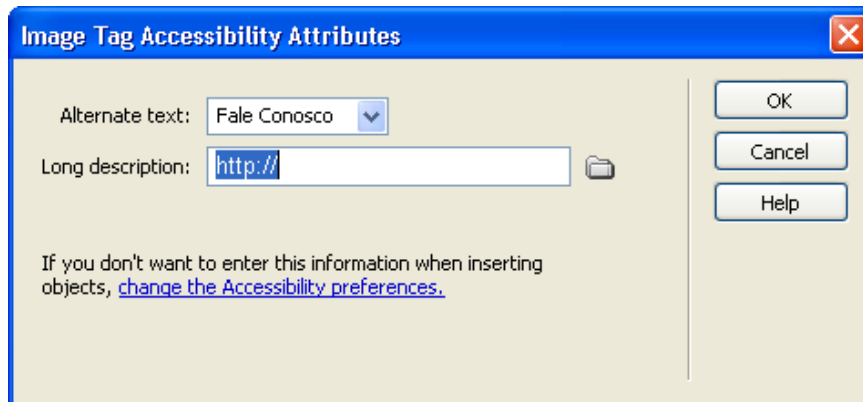 Image Tag Accessibility Attributes
Alternate text: Fale Conosco
Long description: http://
OK
Cancel
Help
If you don't want to enter this information when inserting
objects, change the Accessibility preferences.